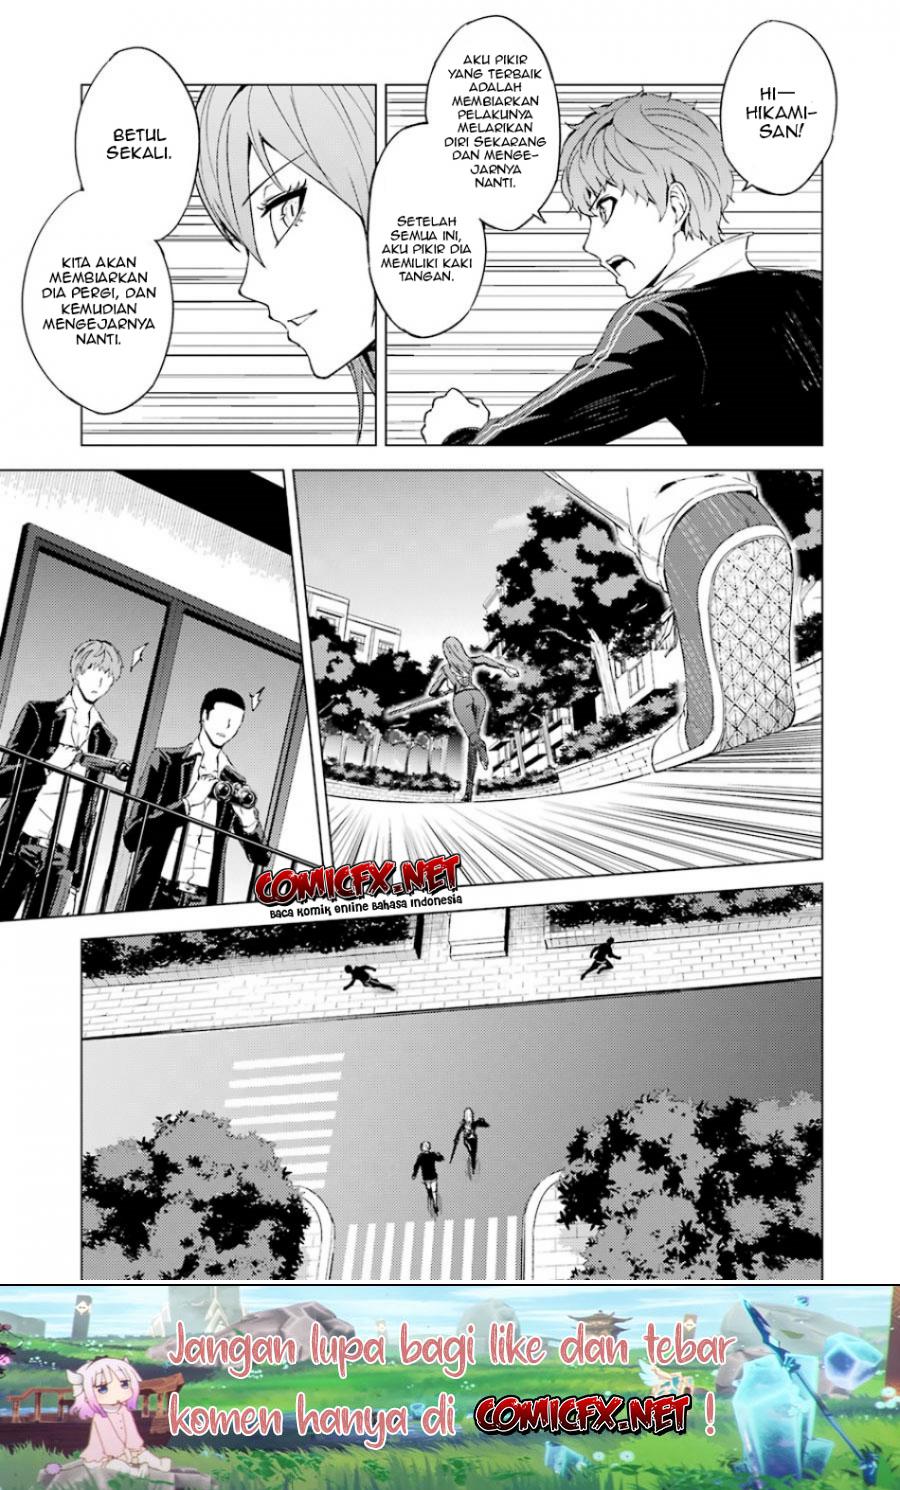 HI—
HIKAMI-
SAN!
AKU PIKIR
YANG TERBAIK
ADALAH
MEMBIARKAN
PELAKUNYA
MELARIKAN
DIRI SEKARANG
DAN MENGE-
JARNYA
NANTI.
SETELAH
SEMUA INI,
AKU PIKIR DIA
MEMILIKI KAKI
TANGAN.
BETUL
SEKALI.
KITA AKAN
MEMBIARKAN
DIA PERGI, DAN
KEMUDIAN
MENGEJARNYA
NANTI.
COMICFX.NET
Baca Komik Online Bahasa Indonesia
Jangan lupa bagi like dan tebar
komen hanya di COMICFX.NET !